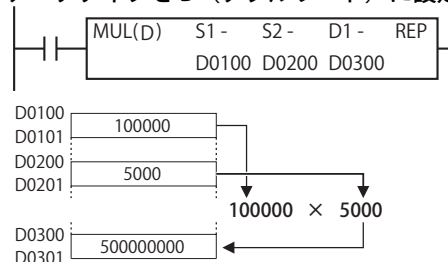 MUL(D) S1 - S2 - D1 - REP
D0100 D0200 D0300
D0100
D0101
100000
D0200
D0201
5000
100000 × 5000
D0300
D0301
500000000